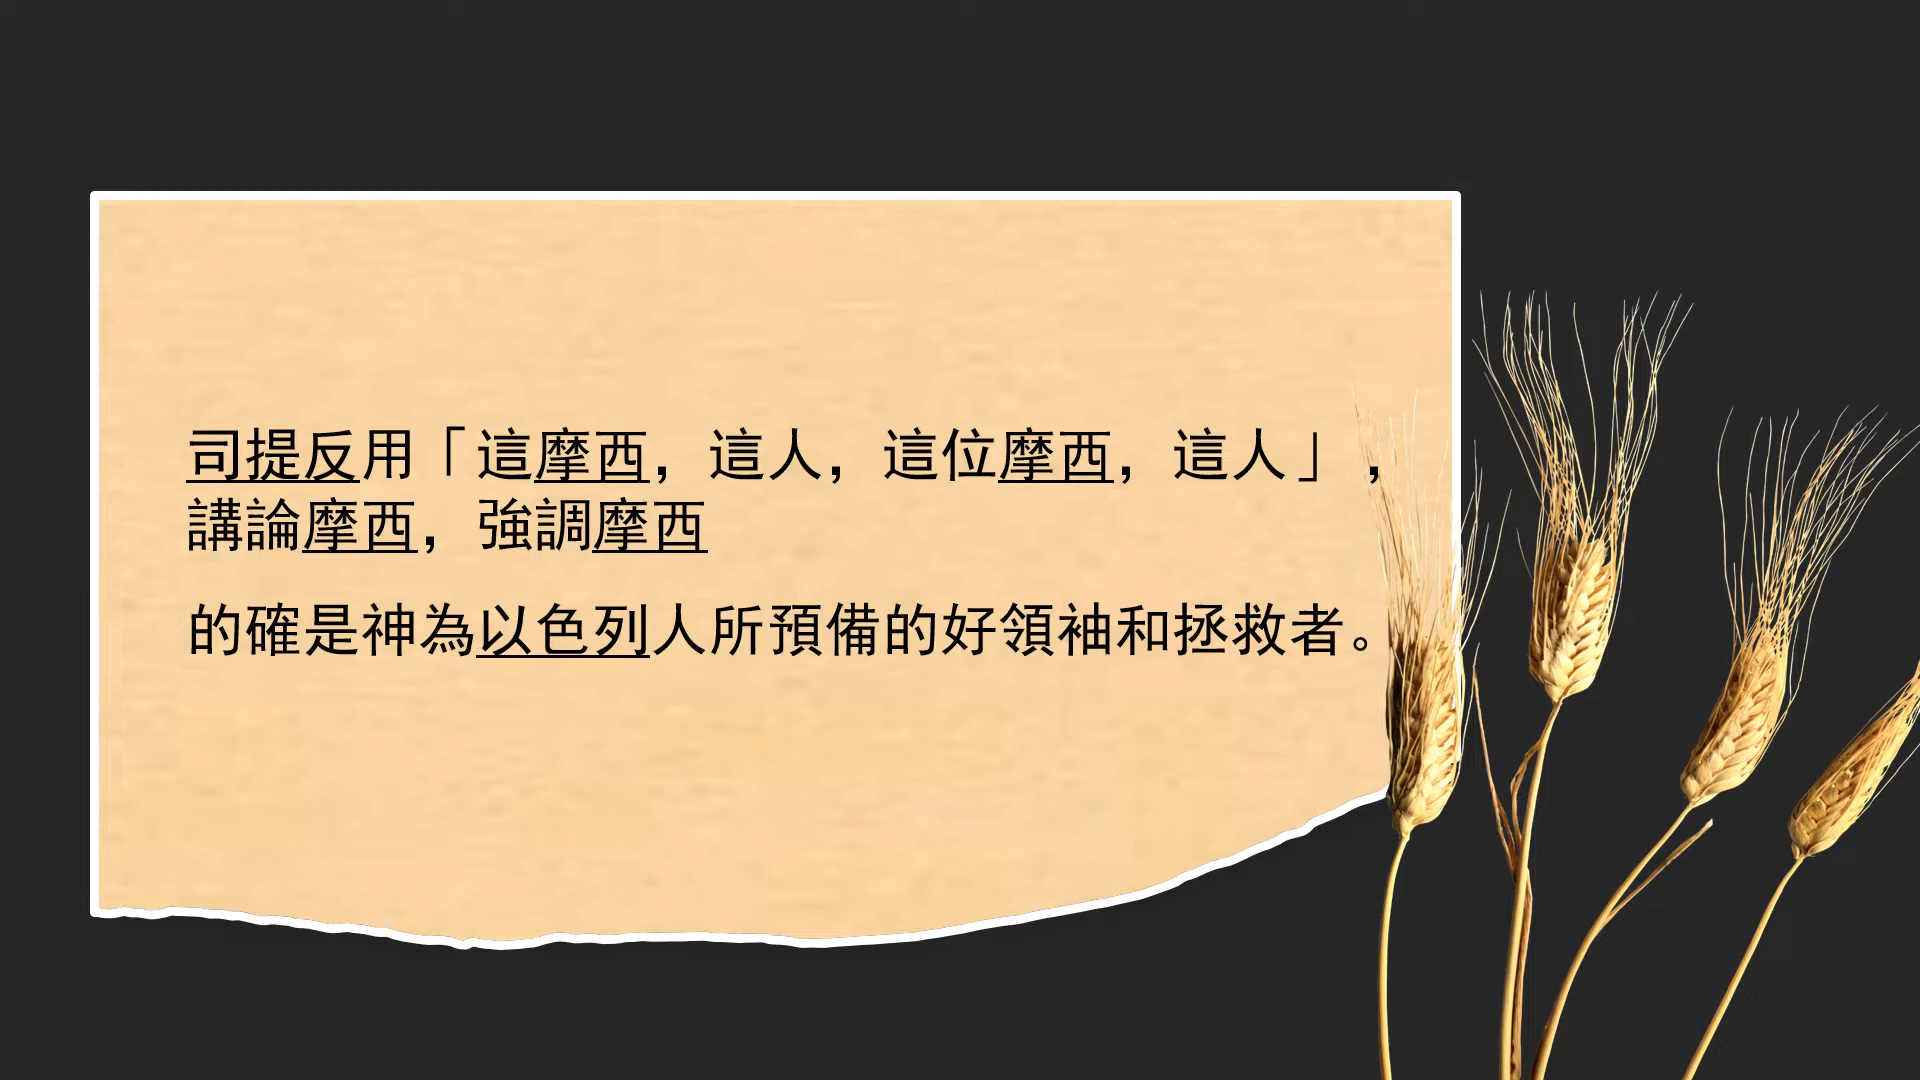 司提反用「這摩西，這人，這位摩西，這人」，
講論摩西，強調摩西
的確是神為以色列人所預備的好領袖和拯救者。